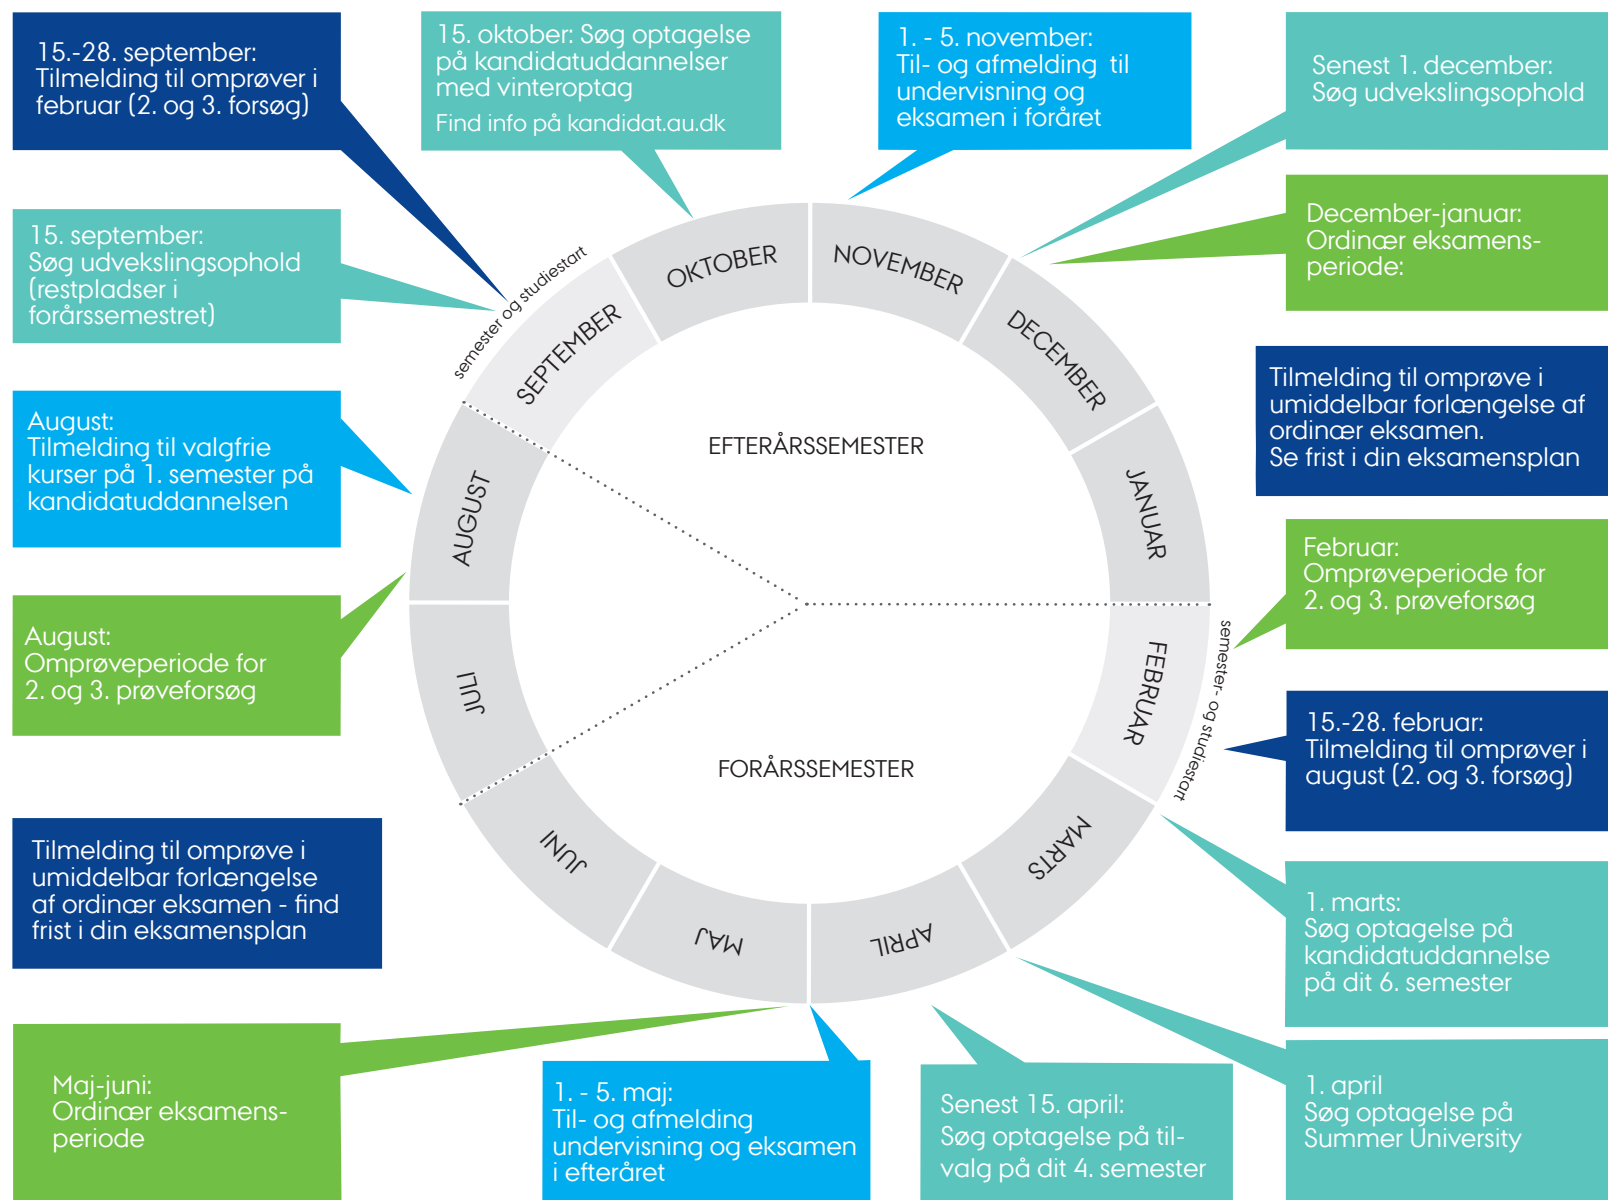 15.-28. september:
Tilmelding til omprøver i
februar (2. og 3. forsøg)
15. oktober: Søg optagelse
på kandidatuddannelser
med vinteroptag
Find info på kandidat.au.dk
1. - 5. november:
Til- og afmelding til
undervisning og
eksamen i foråret
Senest 1. december:
Søg udvekslingsophold
15. september:
Søg udvekslingsophold
(restpladser i
forårssemestret)
December-januar:
Ordinær eksamens-
periode:
semester og studiestart
SEPTEMBER
OKTOBER
NOVEMBER
DECEMBER
JANUAR
FEBRUAR
MARTS
APRIL
MAJ
JUNI
JULI
AUGUST
EFTERÅRSSEMESTER
FORÅRSSEMESTER
semester- og studiestart
August:
Tilmelding til valgfrie
kurser på 1. semester på
kandidatuddannelsen
Tilmelding til omprøve i
umiddelbar forlængelse af
ordinær eksamen.
Se frist i din eksamensplan
August:
Omprøveperiode for
2. og 3. prøveforsøg
Februar:
Omprøveperiode for
2. og 3. prøveforsøg
15.-28. februar:
Tilmelding til omprøver i
august (2. og 3. forsøg)
Tilmelding til omprøve i
umiddelbar forlængelse
af ordinær eksamen - find
frist i din eksamensplan
1. marts:
Søg optagelse på
kandidatuddannelse
på dit 6. semester
Maj-juni:
Ordinær eksamens-
periode
1. - 5. maj:
Til- og afmelding
undervisning og eksamen
i efteråret
Senest 15. april:
Søg optagelse på til-
valg på dit 4. semester
1. april
Søg optagelse på
Summer University